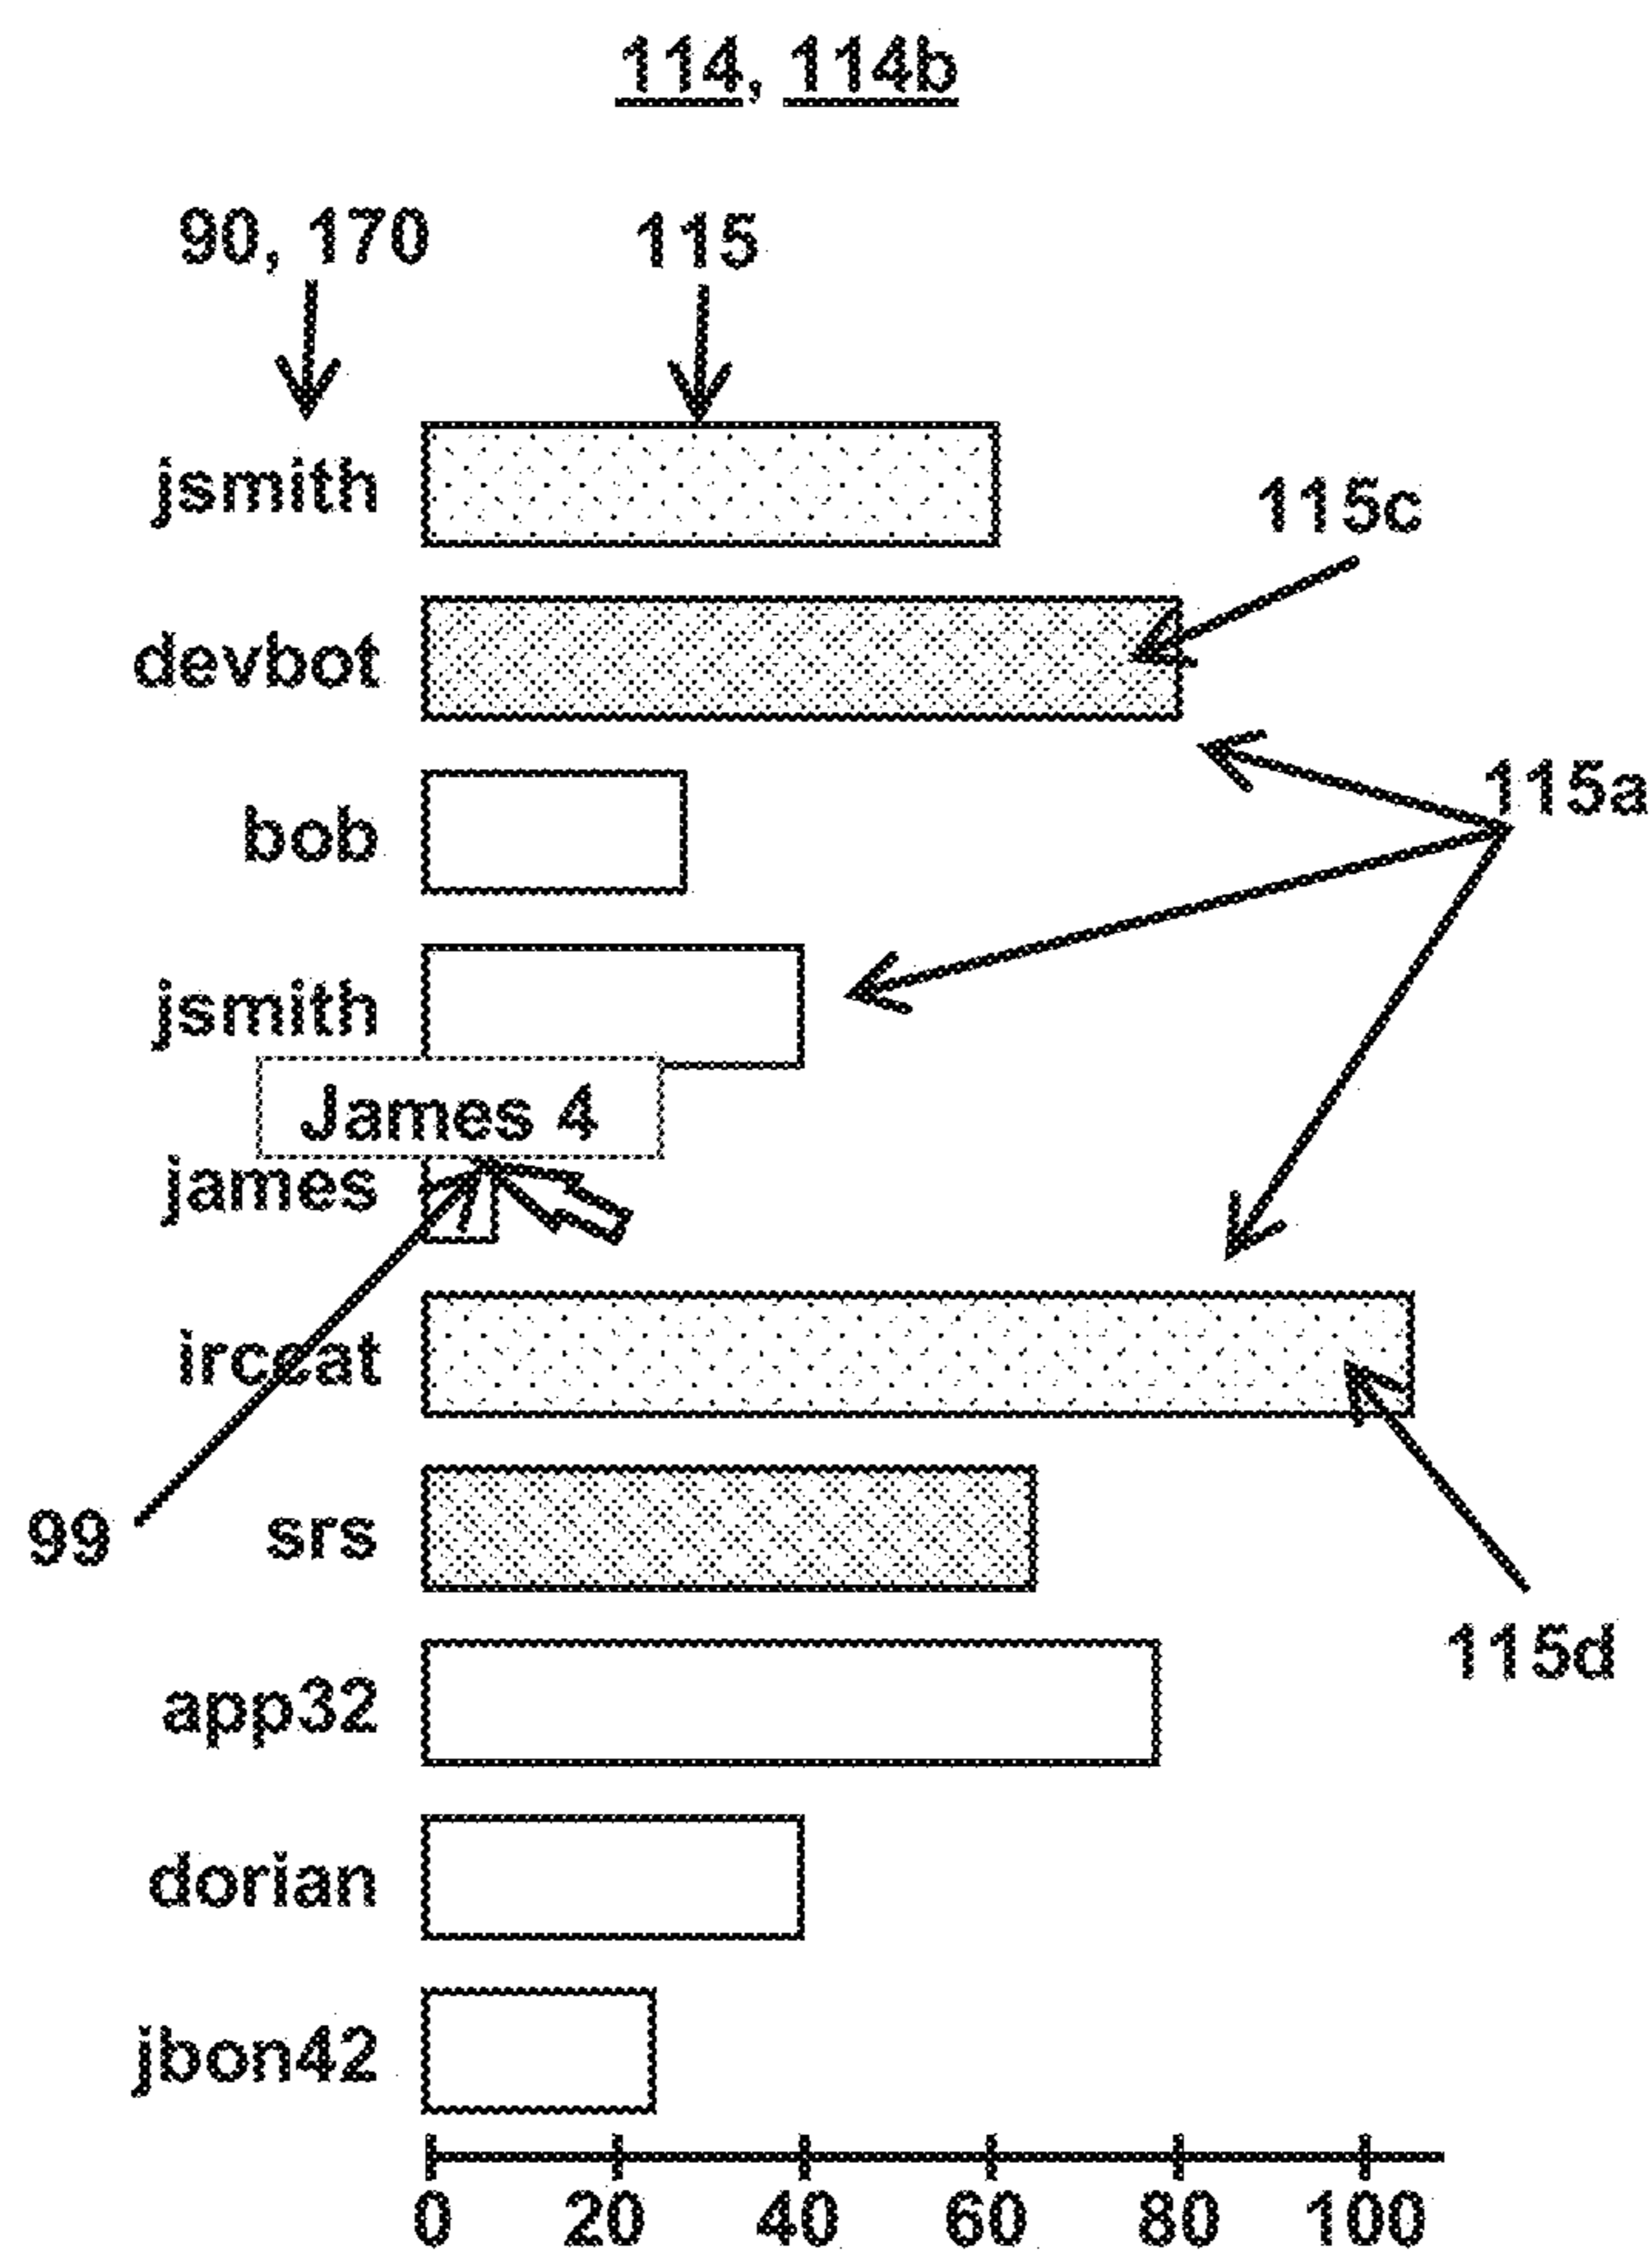 114, 114b
90, 170
115
jsmith
115c
devbot
115a
bob
jsmith
James 4
james
irccat
99
srs
115d
app32
dorian
jbon42
0 20 40 60 80 100